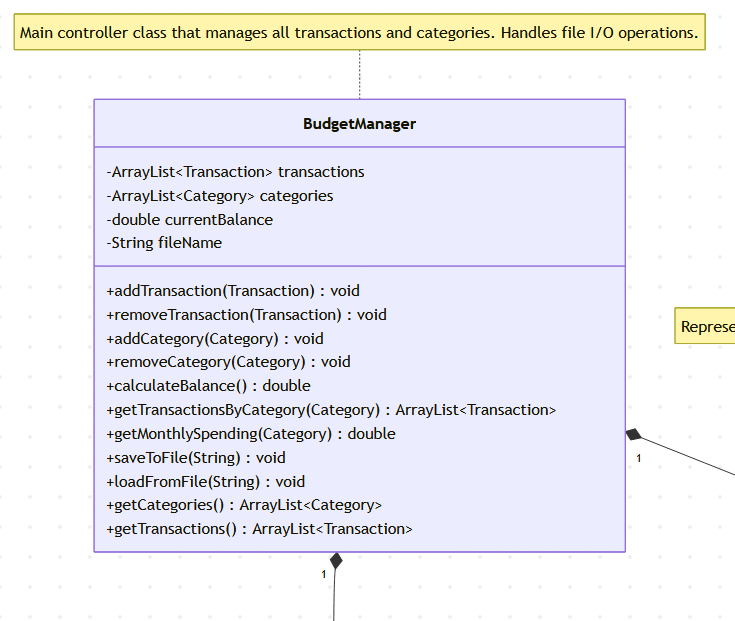 Main controller class that manages all transactions and categories. Handles file I/O operations.
BudgetManager
-ArrayList<Transaction> transactions
-ArrayList<Category> categories
-double currentBalance
-String fileName
+addTransaction(Transaction) : void
+removeTransaction(Transaction) : void
+addCategory(Category) : void
+removeCategory(Category) : void
+calculateBalance() : double
+getTransactionsByCategory(Category) : ArrayList<Transaction>
+getMonthlySpending(Category) : double
+saveToFile(String) : void
+loadFromFile(String) : void
+getCategories() : ArrayList<Category>
+getTransactions() : ArrayList<Transaction>
Represe
1
1